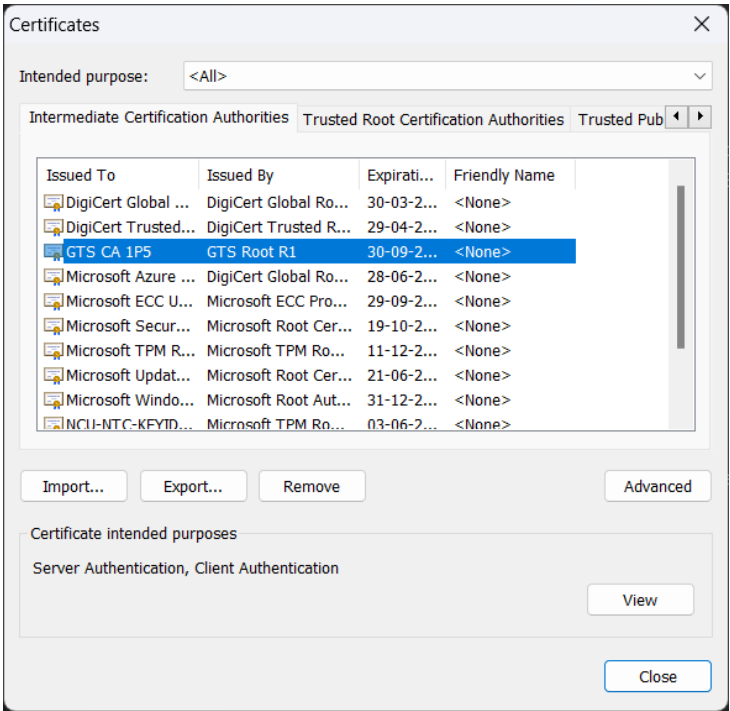 Certificates
Intended purpose: <All>
Intermediate Certification Authorities Trusted Root Certification Authorities Trusted Pub
Issued To Issued By Expirati... Friendly Name
DigiCert Global ... DigiCert Global Ro... 30-03-2... <None>
DigiCert Trusted... DigiCert Trusted R... 29-04-2... <None>
GTS CA 1P5 GTS Root R1 30-09-2... <None>
Microsoft Azure ... DigiCert Global Ro... 28-06-2... <None>
Microsoft ECC U... Microsoft ECC Pro... 29-09-2... <None>
Microsoft Secur... Microsoft Root Cer... 19-10-2... <None>
Microsoft TPM R... Microsoft TPM Ro... 11-12-2... <None>
Microsoft Updat... Microsoft Root Cer... 21-06-2... <None>
Microsoft Windo... Microsoft Root Aut... 31-12-2... <None>
NCU-NTC-KEYID... Microsoft TPM Ro... 03-06-2... <None>
Import... Export... Remove Advanced
Certificate intended purposes
Server Authentication, Client Authentication
View
Close